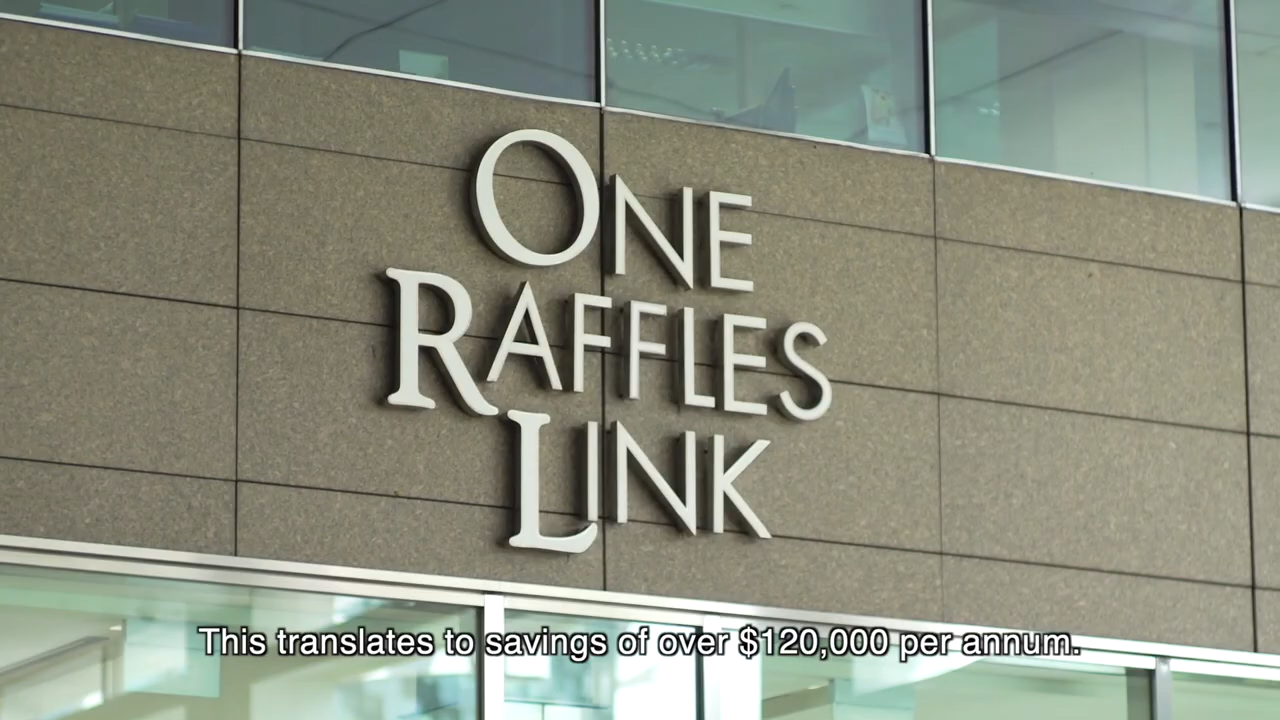 ONE
RAFFLES
LINK
This translates to savings of over $120,000 per annum.